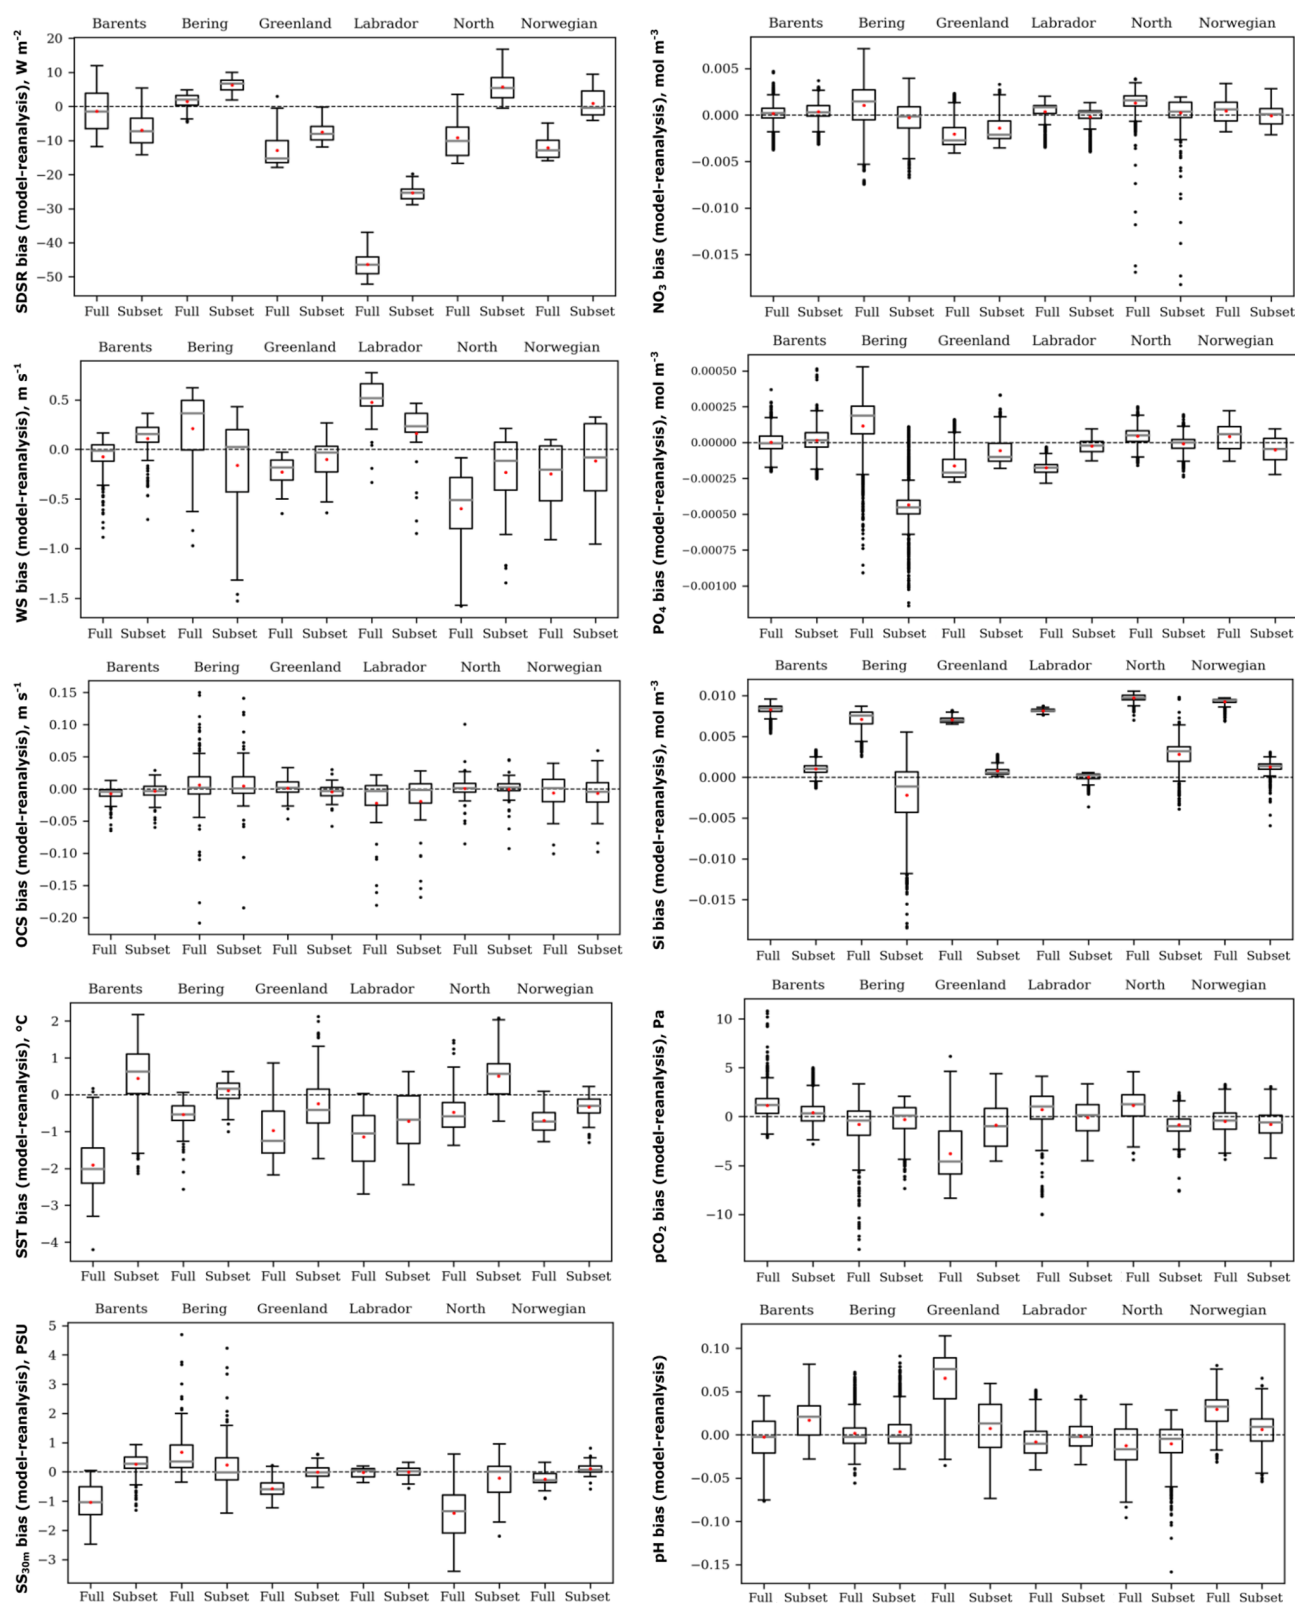 Barents Bering Greenland Labrador North Norwegian
SDSR bias (model-reanalysis), W m⁻²
20
10
0
−10
−20
−30
−40
−50
Full Subset Full Subset Full Subset Full Subset Full Subset Full Subset
Barents Bering Greenland Labrador North Norwegian
NO₃ bias (model-reanalysis), mol m⁻³
0.005
0.000
−0.005
−0.010
−0.015
Full Subset Full Subset Full Subset Full Subset Full Subset Full Subset
Barents Bering Greenland Labrador North Norwegian
WS bias (model-reanalysis), m s⁻¹
0.5
0.0
−0.5
−1.0
−1.5
Full Subset Full Subset Full Subset Full Subset Full Subset Full Subset
Barents Bering Greenland Labrador North Norwegian
PO₄ bias (model-reanalysis), mol m⁻³
0.00050
0.00025
0.00000
−0.00025
−0.00050
−0.00075
−0.00100
Full Subset Full Subset Full Subset Full Subset Full Subset Full Subset
Barents Bering Greenland Labrador North Norwegian
OCS bias (model-reanalysis), m s⁻¹
0.15
0.10
0.05
0.00
−0.05
−0.10
−0.15
−0.20
Full Subset Full Subset Full Subset Full Subset Full Subset Full Subset
Barents Bering Greenland Labrador North Norwegian
Si bias (model-reanalysis), mol m⁻³
0.010
0.005
0.000
−0.005
−0.010
−0.015
Full Subset Full Subset Full Subset Full Subset Full Subset Full Subset
Barents Bering Greenland Labrador North Norwegian
SST bias (model-reanalysis), °C
2
1
0
−1
−2
−3
−4
Full Subset Full Subset Full Subset Full Subset Full Subset Full Subset
Barents Bering Greenland Labrador North Norwegian
pCO₂ bias (model-reanalysis), Pa
10
5
0
−5
−10
Full Subset Full Subset Full Subset Full Subset Full Subset Full Subset
Barents Bering Greenland Labrador North Norwegian
SS₃₀ₘ bias (model-reanalysis), PSU
5
4
3
2
1
0
−1
−2
−3
Full Subset Full Subset Full Subset Full Subset Full Subset Full Subset
Barents Bering Greenland Labrador North Norwegian
pH bias (model-reanalysis)
0.10
0.05
0.00
−0.05
−0.10
−0.15
Full Subset Full Subset Full Subset Full Subset Full Subset Full Subset